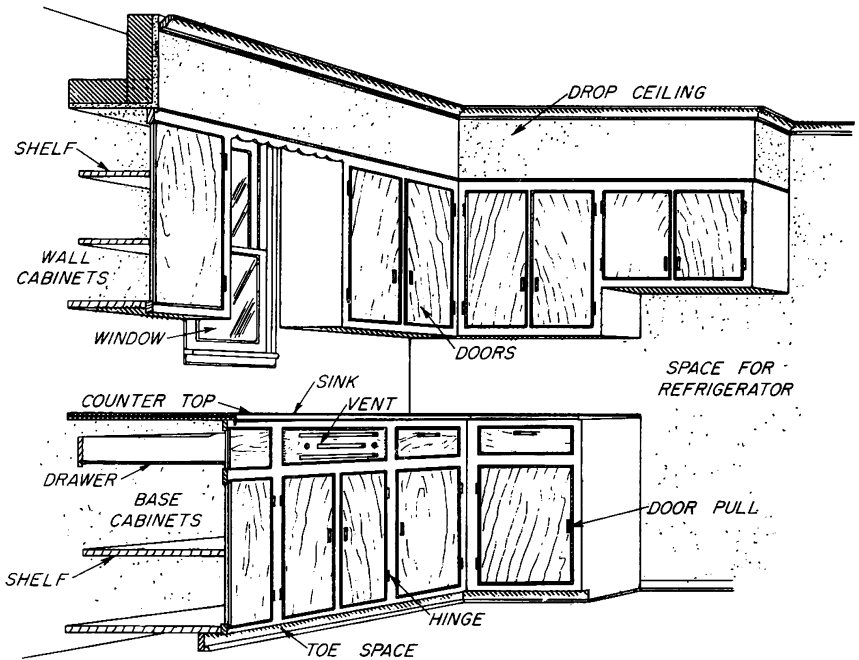 DROP CEILING
SHELF
WALL
CABINETS
WINDOW
DOORS
SPACE FOR
REFRIGERATOR
SINK
COUNTER TOP
VENT
DRAWER
BASE
CABINETS
DOOR PULL
SHELF
HINGE
TOE SPACE